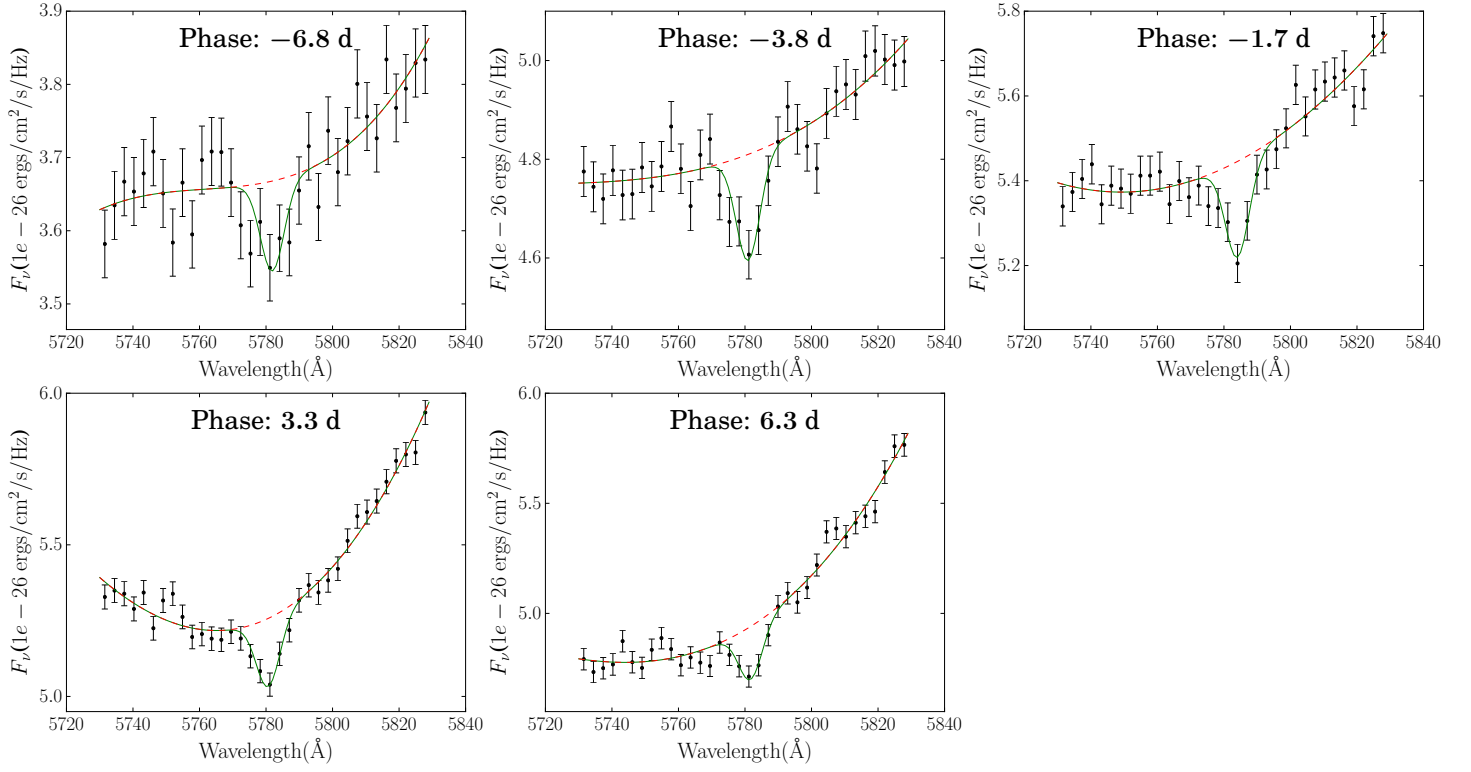 Phase: −6.8 d
3.9
3.8
3.7
3.6
3.5
F_ν(1e − 26 ergs/cm²/s/Hz)
5720 5740 5760 5780 5800 5820 5840
Wavelength(Å)
Phase: −3.8 d
5.0
4.8
4.6
F_ν(1e − 26 ergs/cm²/s/Hz)
5720 5740 5760 5780 5800 5820 5840
Wavelength(Å)
Phase: −1.7 d
5.8
5.6
5.4
5.2
F_ν(1e − 26 ergs/cm²/s/Hz)
5720 5740 5760 5780 5800 5820 5840
Wavelength(Å)
Phase: 3.3 d
6.0
5.5
5.0
F_ν(1e − 26 ergs/cm²/s/Hz)
5720 5740 5760 5780 5800 5820 5840
Wavelength(Å)
Phase: 6.3 d
6.0
5.5
5.0
F_ν(1e − 26 ergs/cm²/s/Hz)
5720 5740 5760 5780 5800 5820 5840
Wavelength(Å)